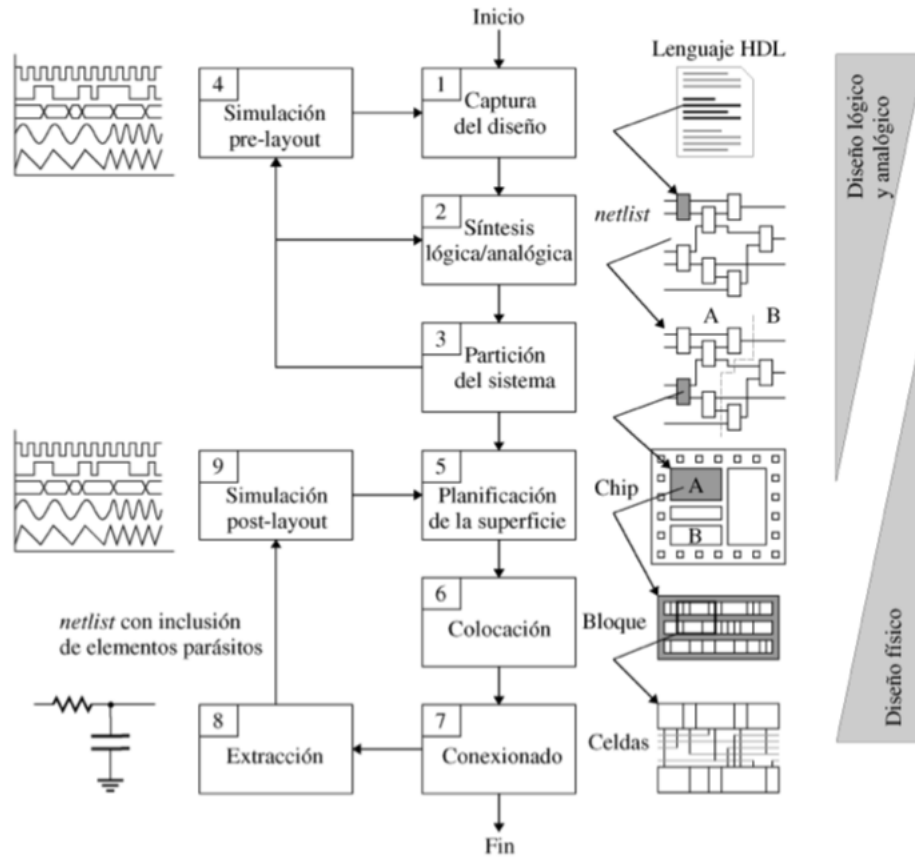 Inicio
Lenguaje HDL
4
Simulación
pre-layout
1
Captura
del diseño
Diseño lógico
y analógico
2
Síntesis
lógica/analógica
netlist
3
Partición
del sistema
A
B
9
Simulación
post-layout
5
Planificación
de la superficie
Chip
A
B
6
Colocación
Bloque
netlist con inclusión
de elementos parásitos
Diseño físico
8
Extracción
7
Conexionado
Celdas
Fin